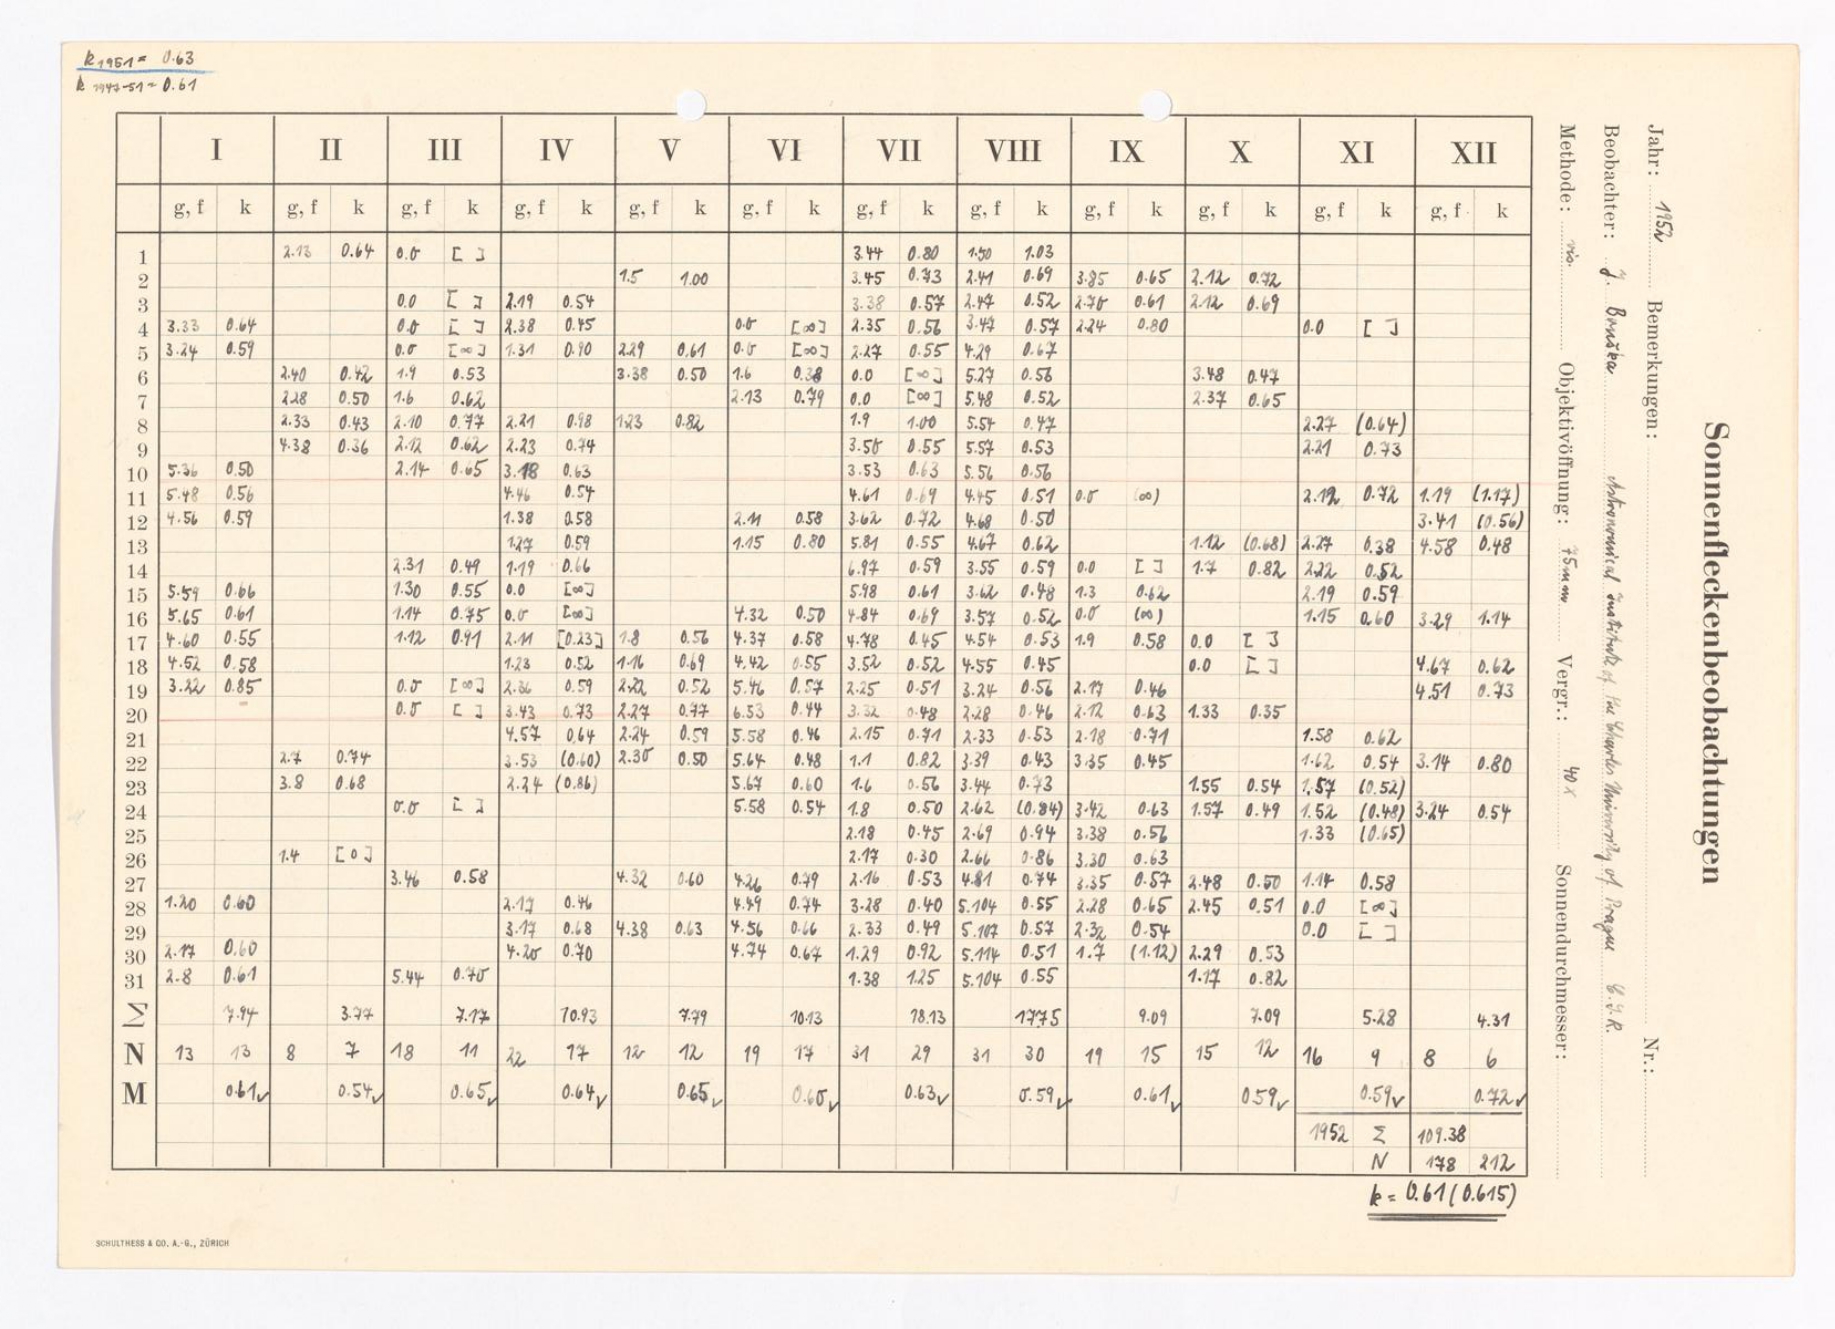 k 1951 = 0.63
k 1947-51 = 0.61
I II III IV V VI VII VIII IX X XI XII
g, f k g, f k g, f k g, f k g, f k g, f k g, f k g, f k g, f k g, f k g, f k g, f k
1 2.13 0.64 0.0 [ ] 3.44 0.80 1.50 1.03
2 1.5 1.00 3.45 0.73 2.41 0.69 3.85 0.65 2.12 0.72
3 0.0 [ ] 2.19 0.54 3.38 0.57 2.47 0.52 2.70 0.61 2.12 0.69
4 3.33 0.64 0.0 [ ] 2.38 0.45 0.0 [∞] 2.35 0.56 3.47 0.57 2.24 0.80 0.0 [ ]
5 3.24 0.59 0.0 [∞] 1.31 0.90 2.29 0.61 0.0 [∞] 2.27 0.55 4.29 0.67
6 2.40 0.42 1.9 0.53 3.38 0.50 1.6 0.38 0.0 [∞] 5.27 0.56 3.48 0.47
7 2.28 0.50 1.6 0.62 2.13 0.79 0.0 [∞] 5.48 0.52 2.37 0.65
8 2.33 0.43 2.10 0.77 2.21 0.98 1.23 0.82 1.9 1.00 5.54 0.47 2.27 (0.64)
9 4.38 0.36 2.12 0.62 2.23 0.74 3.50 0.55 5.57 0.53 2.21 0.73
10 5.36 0.50 2.14 0.65 3.18 0.63 3.53 0.63 5.56 0.56
11 5.48 0.56 4.46 0.54 4.61 0.69 4.45 0.51 0.0 (∞) 2.19 0.72 1.19 (1.17)
12 4.56 0.59 1.38 0.58 2.11 0.58 3.62 0.72 4.68 0.50 3.41 (0.56)
13 1.27 0.59 1.15 0.80 5.81 0.55 4.67 0.62 1.12 (0.68) 2.27 0.38 4.58 0.48
14 2.31 0.49 1.19 0.66 6.97 0.59 3.55 0.59 0.0 [ ] 1.7 0.82 2.22 0.52
15 5.59 0.66 1.30 0.55 0.0 [∞] 5.98 0.61 3.62 0.48 1.3 0.62 2.19 0.59
16 5.65 0.61 1.14 0.75 0.0 [∞] 4.32 0.50 4.84 0.69 3.57 0.52 0.0 (∞) 1.15 0.60 3.29 1.14
17 4.60 0.55 1.12 0.91 2.11 [0.23] 1.8 0.56 4.37 0.58 4.78 0.45 4.54 0.53 1.9 0.58 0.0 [ ]
18 4.52 0.58 1.23 0.52 1.16 0.69 4.42 0.55 3.52 0.52 4.55 0.45 0.0 [ ] 4.67 0.62
19 3.22 0.85 0.0 [∞] 2.36 0.59 2.22 0.52 5.46 0.57 2.25 0.51 3.24 0.56 2.17 0.46 4.51 0.73
20 0.0 [ ] 3.43 0.73 2.27 0.77 6.53 0.44 3.32 0.48 2.28 0.46 2.12 0.63 1.33 0.35
21 4.57 0.64 2.24 0.59 5.58 0.46 2.15 0.71 2.33 0.53 2.18 0.71 1.58 0.62
22 2.7 0.74 3.53 (0.60) 2.30 0.50 5.64 0.48 1.1 0.82 3.39 0.43 3.35 0.45 1.62 0.54 3.14 0.80
23 3.8 0.68 2.24 (0.86) 5.67 0.60 1.6 0.56 3.44 0.73 1.55 0.54 1.57 (0.52)
24 0.0 [ ] 5.58 0.54 1.8 0.50 2.62 (0.84) 3.42 0.63 1.57 0.49 1.52 (0.48) 3.24 0.54
25 2.18 0.45 2.69 0.94 3.38 0.56 1.33 (0.65)
26 1.4 [0] 2.17 0.30 2.66 0.86 3.30 0.63
27 3.46 0.58 4.32 0.60 4.26 0.79 2.16 0.53 4.81 0.74 3.35 0.57 2.48 0.50 1.14 0.58
28 1.20 0.60 2.17 0.46 4.49 0.74 3.28 0.40 5.104 0.55 2.28 0.65 2.45 0.51 0.0 [∞]
29 3.17 0.68 4.38 0.63 4.56 0.66 2.33 0.49 5.107 0.57 2.32 0.54 0.0 [ ]
30 2.17 0.60 4.20 0.70 4.74 0.67 1.29 0.92 5.114 0.51 1.7 (1.12) 2.29 0.53
31 2.8 0.61 5.44 0.70 1.38 1.25 5.104 0.55 1.17 0.82
Σ 7.94 3.77 7.17 10.93 7.79 10.13 18.13 17.75 9.09 7.09 5.28 4.31
N 13 13 8 7 18 11 22 17 12 12 19 17 31 29 31 30 19 15 15 12 16 9 8 6
M 0.61✓ 0.54✓ 0.65✓ 0.64✓ 0.65✓ 0.60✓ 0.63✓ 0.59✓ 0.61✓ 0.59✓ 0.59✓ 0.72✓
1952 Σ 109.38
N 178 212
k = 0.61 (0.615)
SCHULTHESS & CO. A.-G., ZÜRICH
Sonnenfleckenbeobachtungen
Jahr: 1952 Bemerkungen: Nr.:
Beobachter: J. Bouška Astronomical Institute of the Charles University of Prague Č.S.R.
Methode: vis. Objektivöffnung: 75mm Vergr.: 40x Sonnendurchmesser: